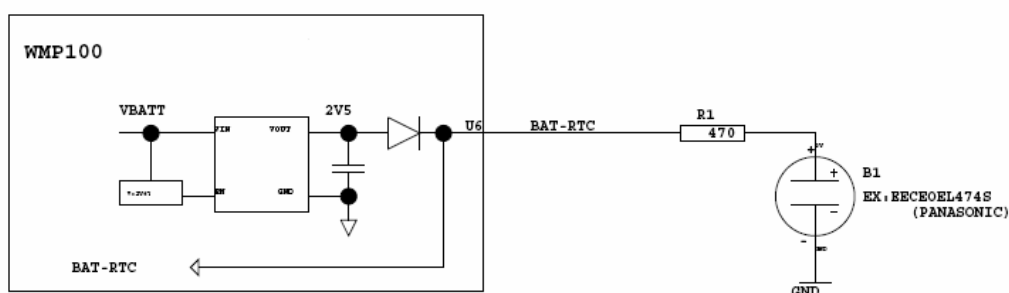 WMP100
VBATT
2V5
VIN
VOUT
EN
GND
U6
BAT-RTC
R1
470
B1
EX:EECEOEL474S
(PANASONIC)
+
+
-
-
BAT-RTC
GND